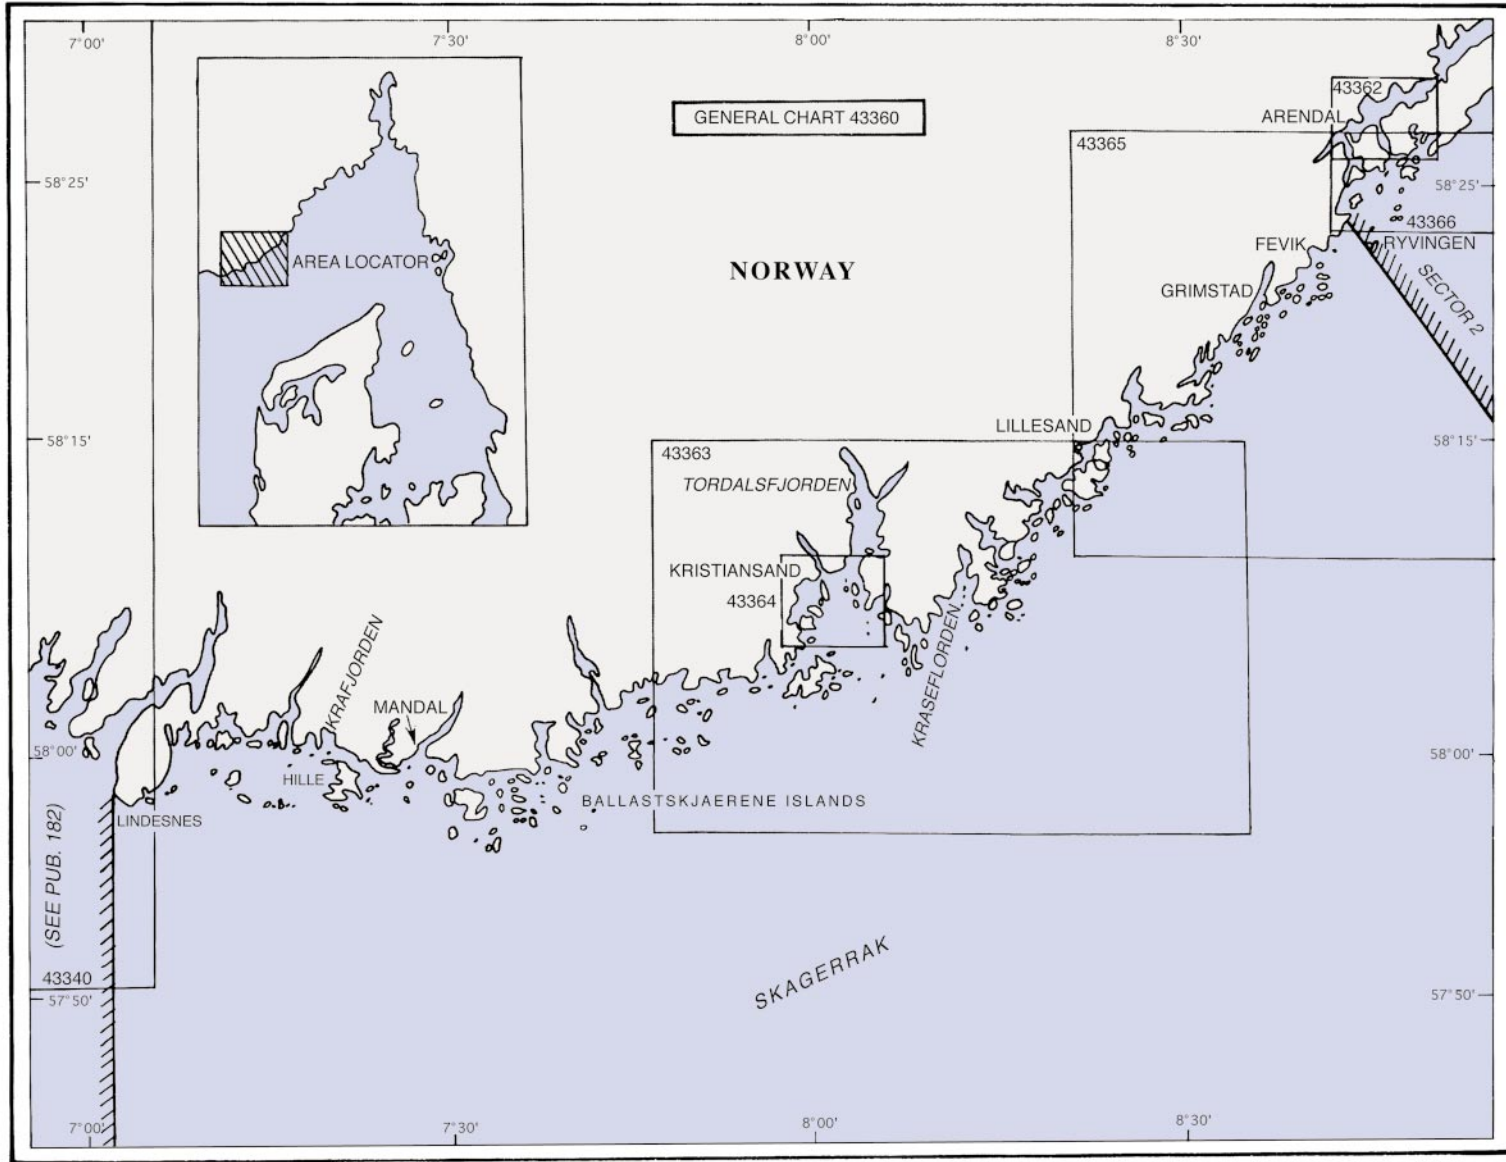 7°00'
7°30'
8°00'
8°30'
43362
GENERAL CHART 43360
ARENDAL
43365
58°25'
58°25'
43366
FEVIK
RYVINGEN
AREA LOCATOR
NORWAY
SECTOR 2
GRIMSTAD
LILLESAND
58°15'
58°15'
43363
TORDALSFJORDEN
KRISTIANSAND
43364
KRASEFLORDEN
KRAFJORDEN
MANDAL
58°00'
58°00'
HILLE
BALLASTSKJAERENE ISLANDS
LINDESNES
(SEE PUB. 182)
SKAGERRAK
43340
57°50'
57°50'
7°00'
7°30'
8°00'
8°30'